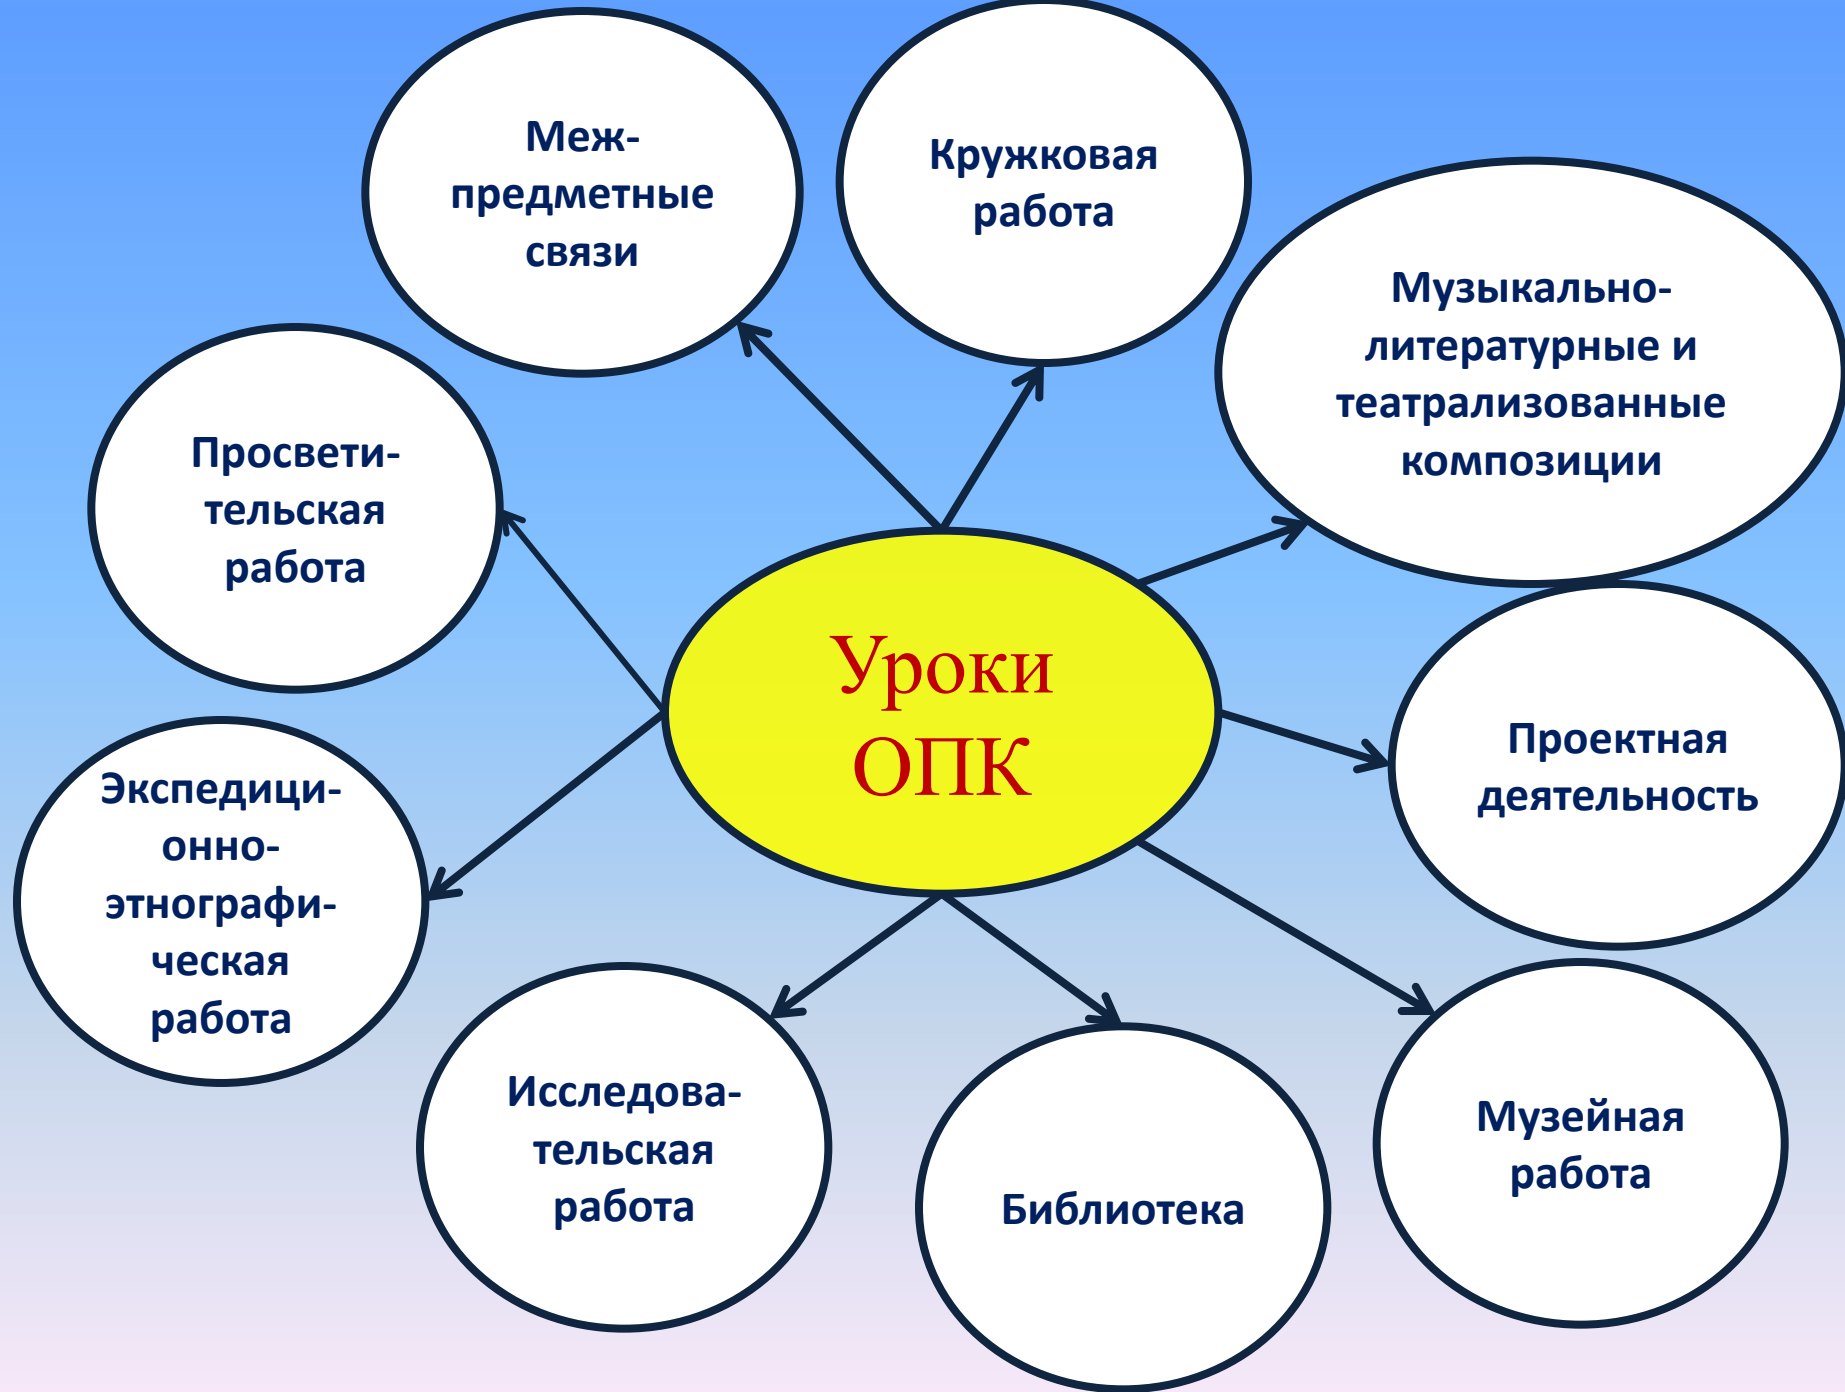 Меж-
предметные
связи
Кружковая
работа
Музыкально-
литературные и
театрализованные
композиции
Просвети-
тельская
работа
Уроки
ОПК
Проектная
деятельность
Экспедици-
онно-
этнографи-
ческая
работа
Исследова-
тельская
работа
Библиотека
Музейная
работа